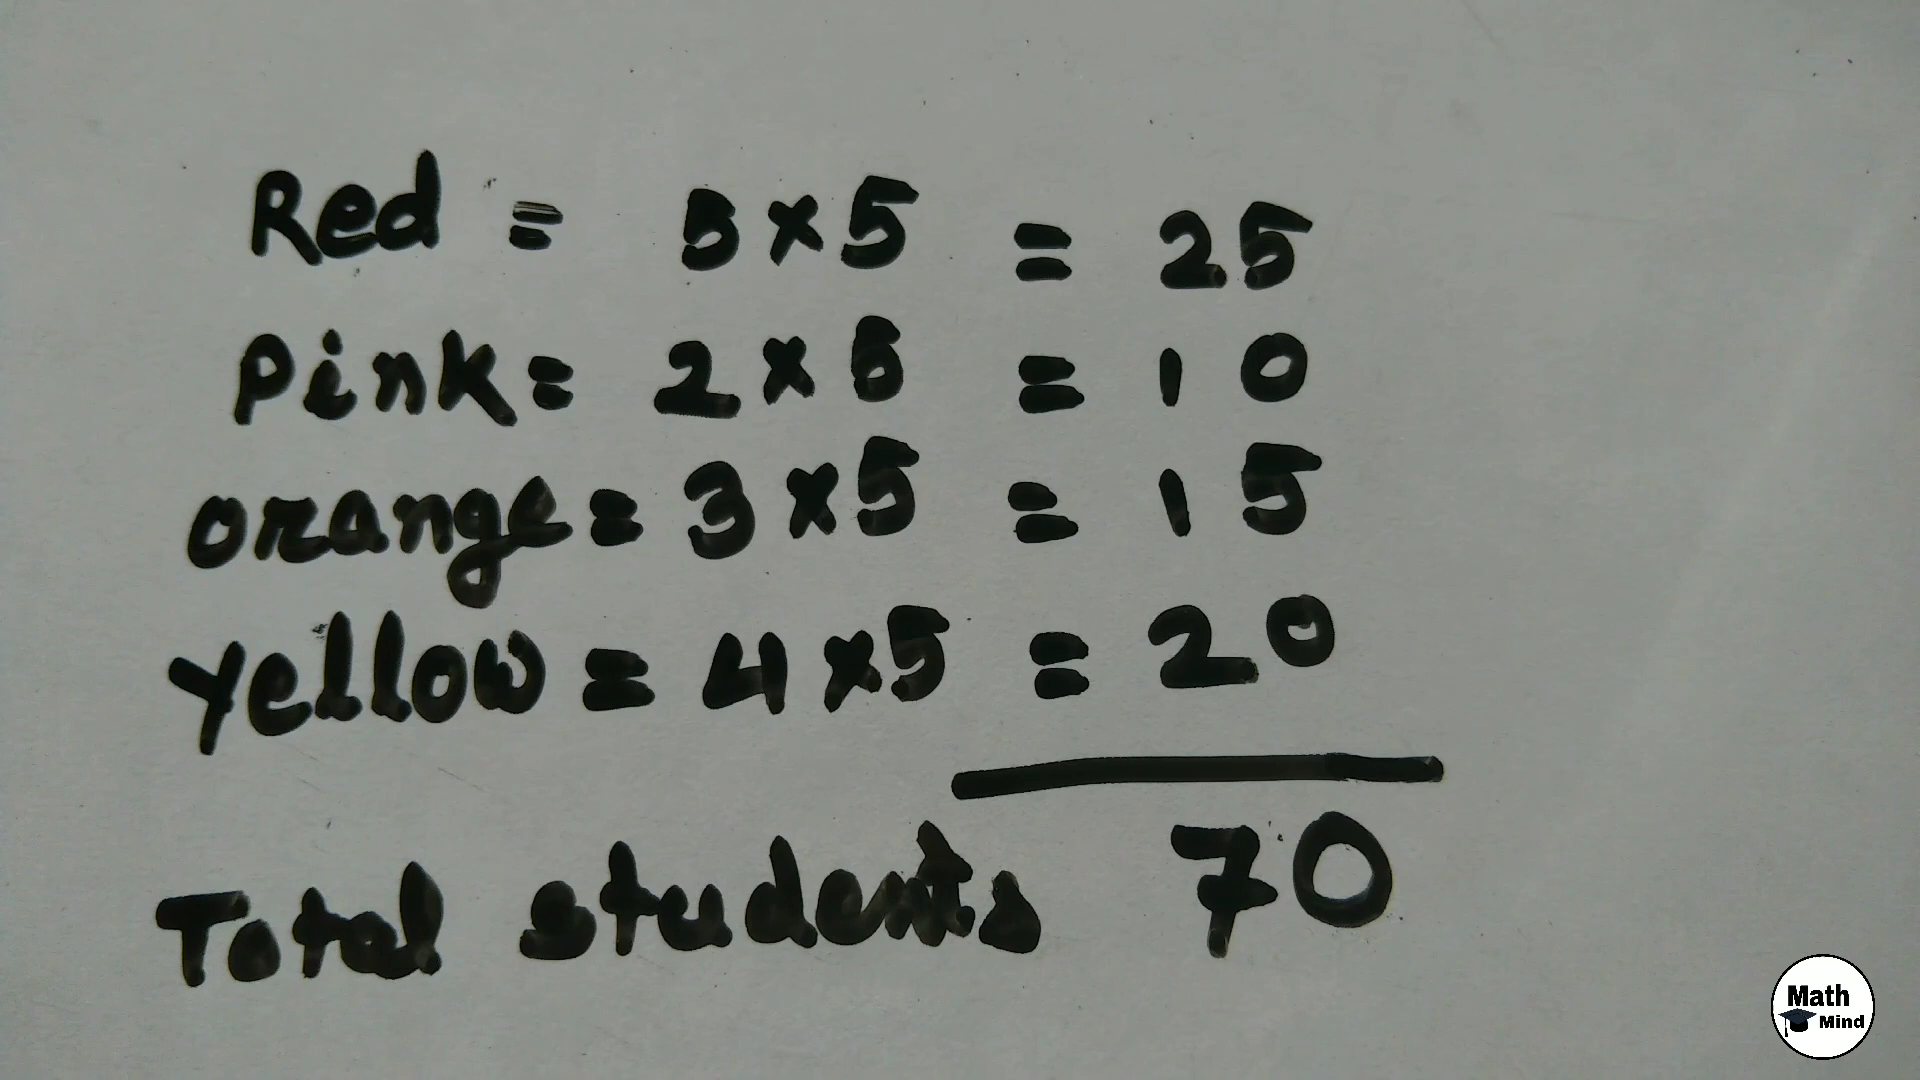 Red = 5×5 = 25
Pink = 2×5 = 10
orange = 3×5 = 15
yellow = 4×5 = 20
Total students 70
Math
Mind